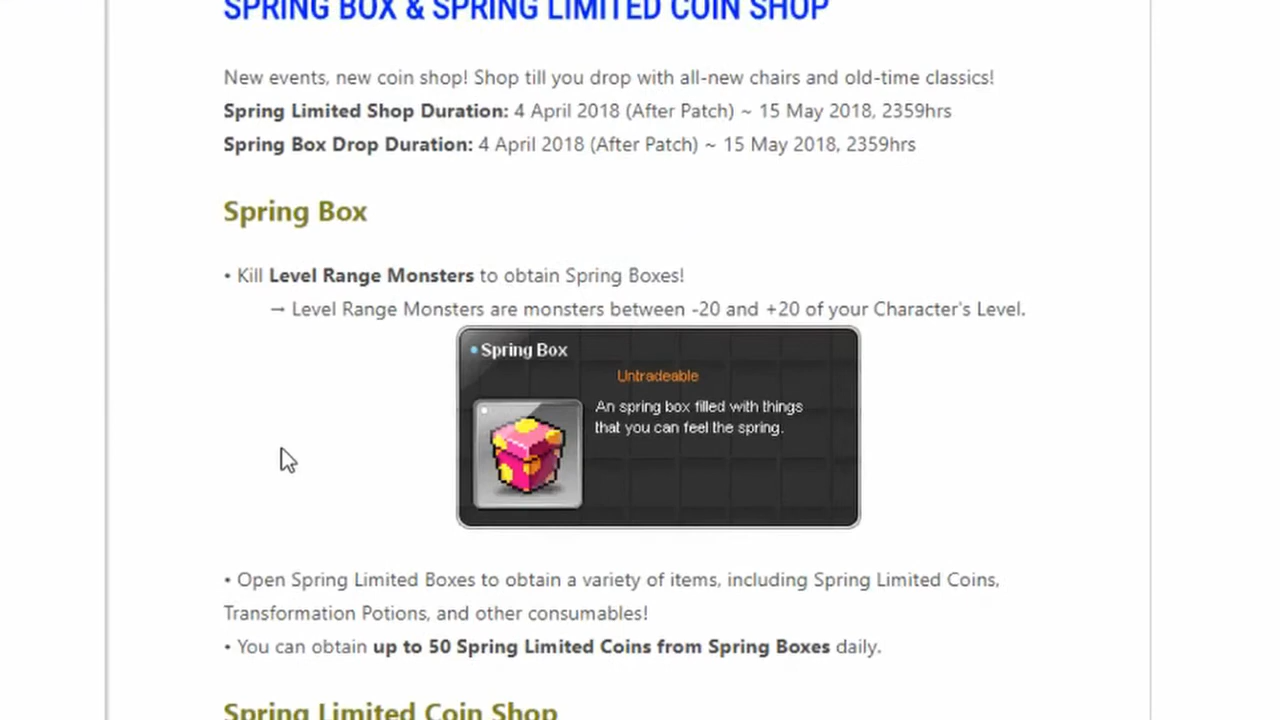 SPRING BOX & SPRING LIMITED COIN SHOP
New events, new coin shop! Shop till you drop with all-new chairs and old-time classics!
Spring Limited Shop Duration: 4 April 2018 (After Patch) ~ 15 May 2018, 2359hrs
Spring Box Drop Duration: 4 April 2018 (After Patch) ~ 15 May 2018, 2359hrs
Spring Box
• Kill Level Range Monsters to obtain Spring Boxes!
→ Level Range Monsters are monsters between -20 and +20 of your Character's Level.
Spring Box
Untradeable
An spring box filled with things
that you can feel the spring.
• Open Spring Limited Boxes to obtain a variety of items, including Spring Limited Coins,
Transformation Potions, and other consumables!
• You can obtain up to 50 Spring Limited Coins from Spring Boxes daily.
Spring Limited Coin Shop